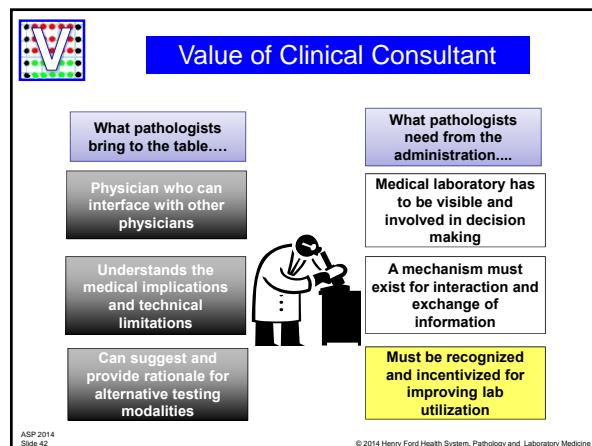 V
Value of Clinical Consultant
What pathologists
bring to the table….
Physician who can
interface with other
physicians
Understands the
medical implications
and technical
limitations
Can suggest and
provide rationale for
alternative testing
modalities
What pathologists
need from the
administration....
Medical laboratory has
to be visible and
involved in decision
making
A mechanism must
exist for interaction and
exchange of
information
Must be recognized
and incentivized for
improving lab
utilization
ASP 2014
Slide 42
© 2014 Henry Ford Health System, Pathology and Laboratory Medicine